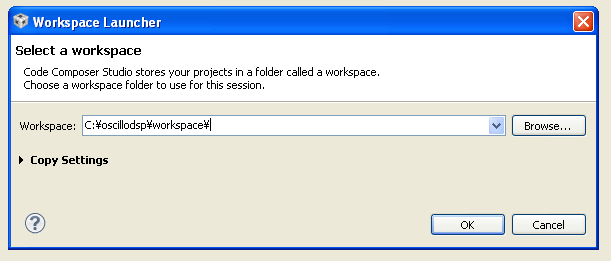 Workspace Launcher
Select a workspace
Code Composer Studio stores your projects in a folder called a workspace.
Choose a workspace folder to use for this session.
Workspace: C:¥oscillodsp¥workspace¥ Browse...
Copy Settings
? OK Cancel